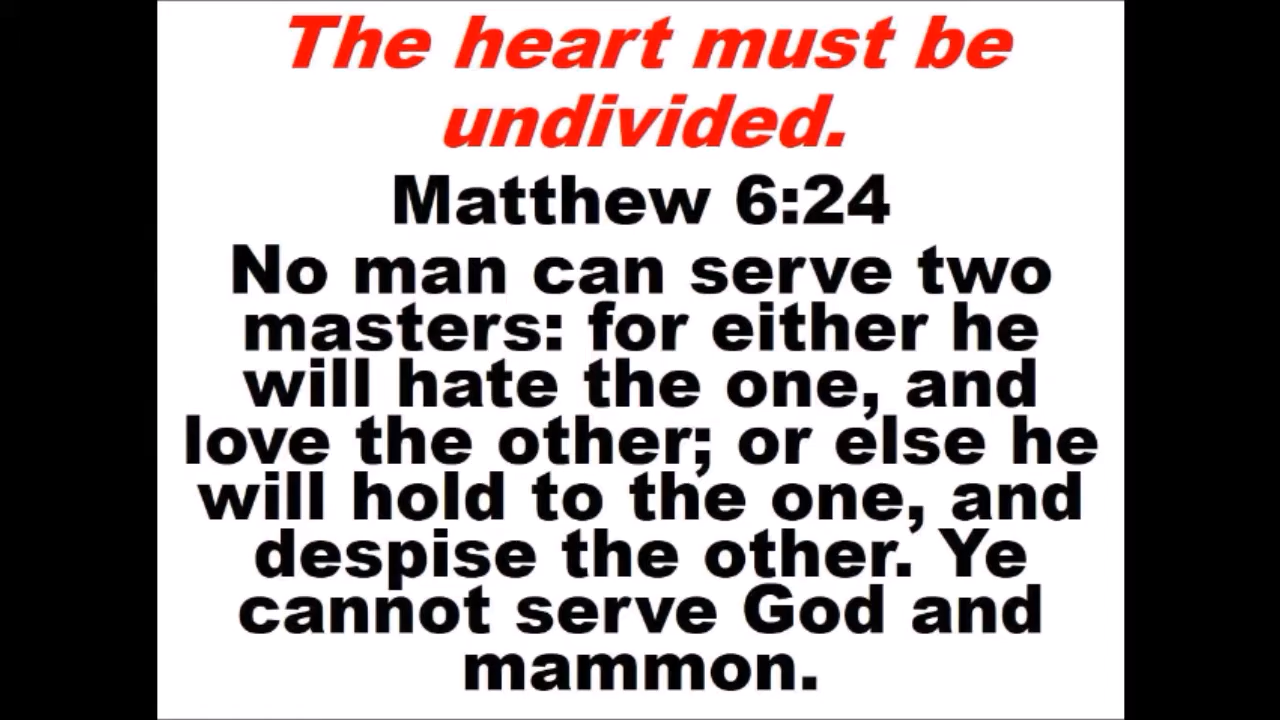 The heart must be
undivided.
Matthew 6:24
No man can serve two
masters: for either he
will hate the one, and
love the other; or else he
will hold to the one, and
despise the other. Ye
cannot serve God and
mammon.